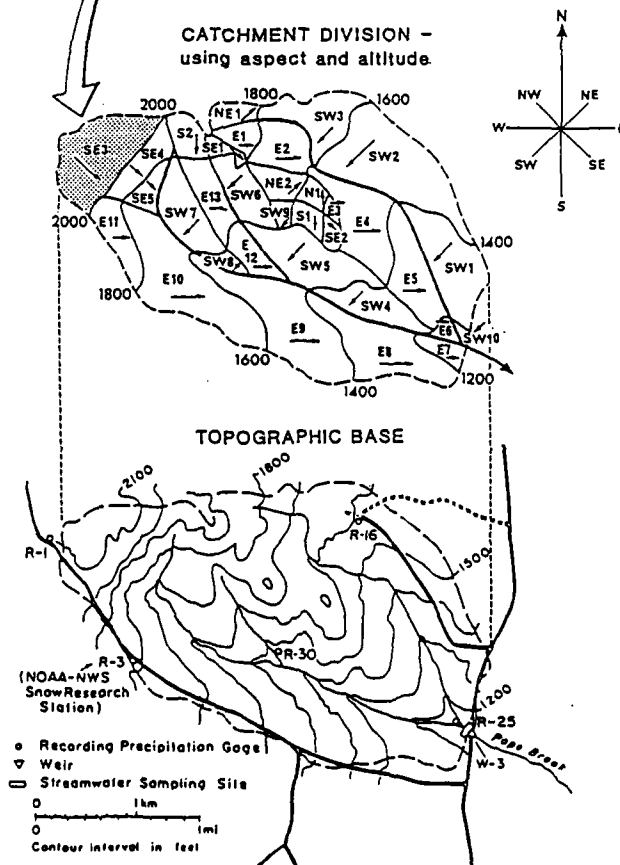 CATCHMENT DIVISION –
using aspect and altitude
N
NW NE
W
SW SE
S
2000 1800 1600
NE1
S2 SE1 E1 E2 SW3 SW2
SE3 SE4
SE5 E13 SW6 NE2 N1 E3 E4
2000 E11 SW7 SW9 S1 SE2
1400
SW8 E12 SW5 E5 SW1
1800 E10
SW4
E6 SW10
E9 E8 E7
1600 1400 1200
TOPOGRAPHIC BASE
2100 1800
R-1 R-16
1500
R-3 R-30
(NOAA-NWS
Snow Research
Station)
1200
R-25
W-3 Pope Brook
Recording Precipitation Gage
Weir
Streamwater Sampling Site
0 1km
0 1mi
Contour interval in feet